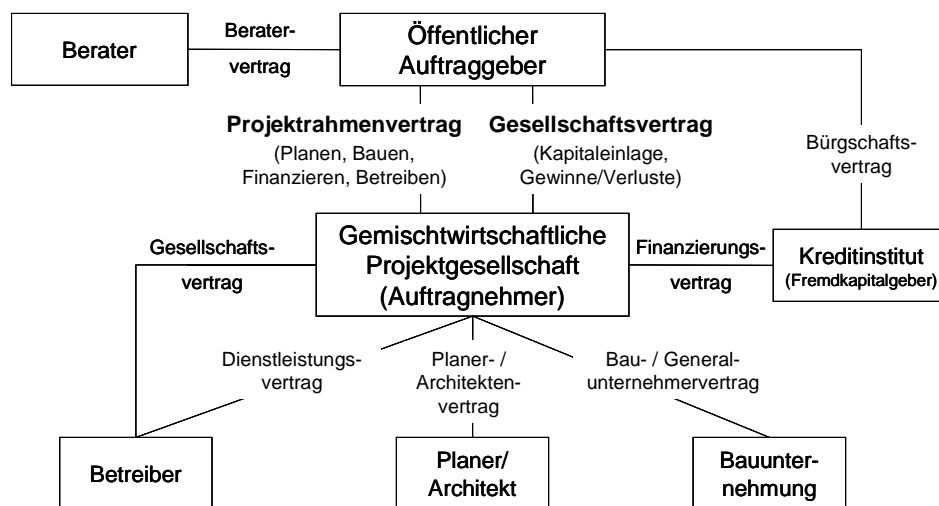 Berater
Berater-
vertrag
Öffentlicher
Auftraggeber
Projektrahmenvertrag
(Planen, Bauen,
Finanzieren, Betreiben)
Gesellschaftsvertrag
(Kapitaleinlage,
Gewinne/Verluste)
Bürgschafts-
vertrag
Gesellschafts-
vertrag
Gemischtwirtschaftliche
Projektgesellschaft
(Auftragnehmer)
Finanzierungs-
vertrag
Kreditinstitut
(Fremdkapitalgeber)
Dienstleistungs-
vertrag
Planer- /
Architekten-
vertrag
Bau- / General-
unternehmervertrag
Betreiber
Planer/
Architekt
Bauunter-
nehmung